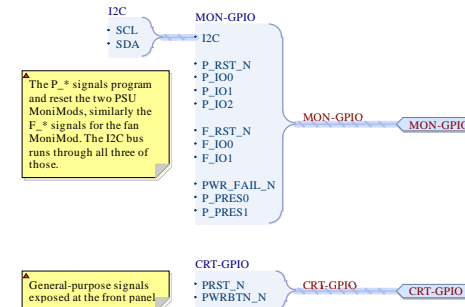 I2C
SCL
SDA
MON-GPIO
I2C
P_RST_N
P_IO0
P_IO1
P_IO2
F_RST_N
F_IO0
F_IO1
PWR_FAIL_N
P_PRES0
P_PRES1
MON-GPIO
MON-GPIO
The P_* signals program
and reset the two PSU
MoniMods, similarly the
F_* signals for the fan
MoniMod. The I2C bus
runs through all three of
those.
CRT-GPIO
PRST_N
PWRBTN_N
CRT-GPIO
CRT-GPIO
General-purpose signals
exposed at the front panel